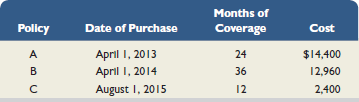 Months of
Policy Date of Purchase Coverage Cost
A April 1, 2013 24 $14,400
B April 1, 2014 36 12,960
C August 1, 2015 12 2,400